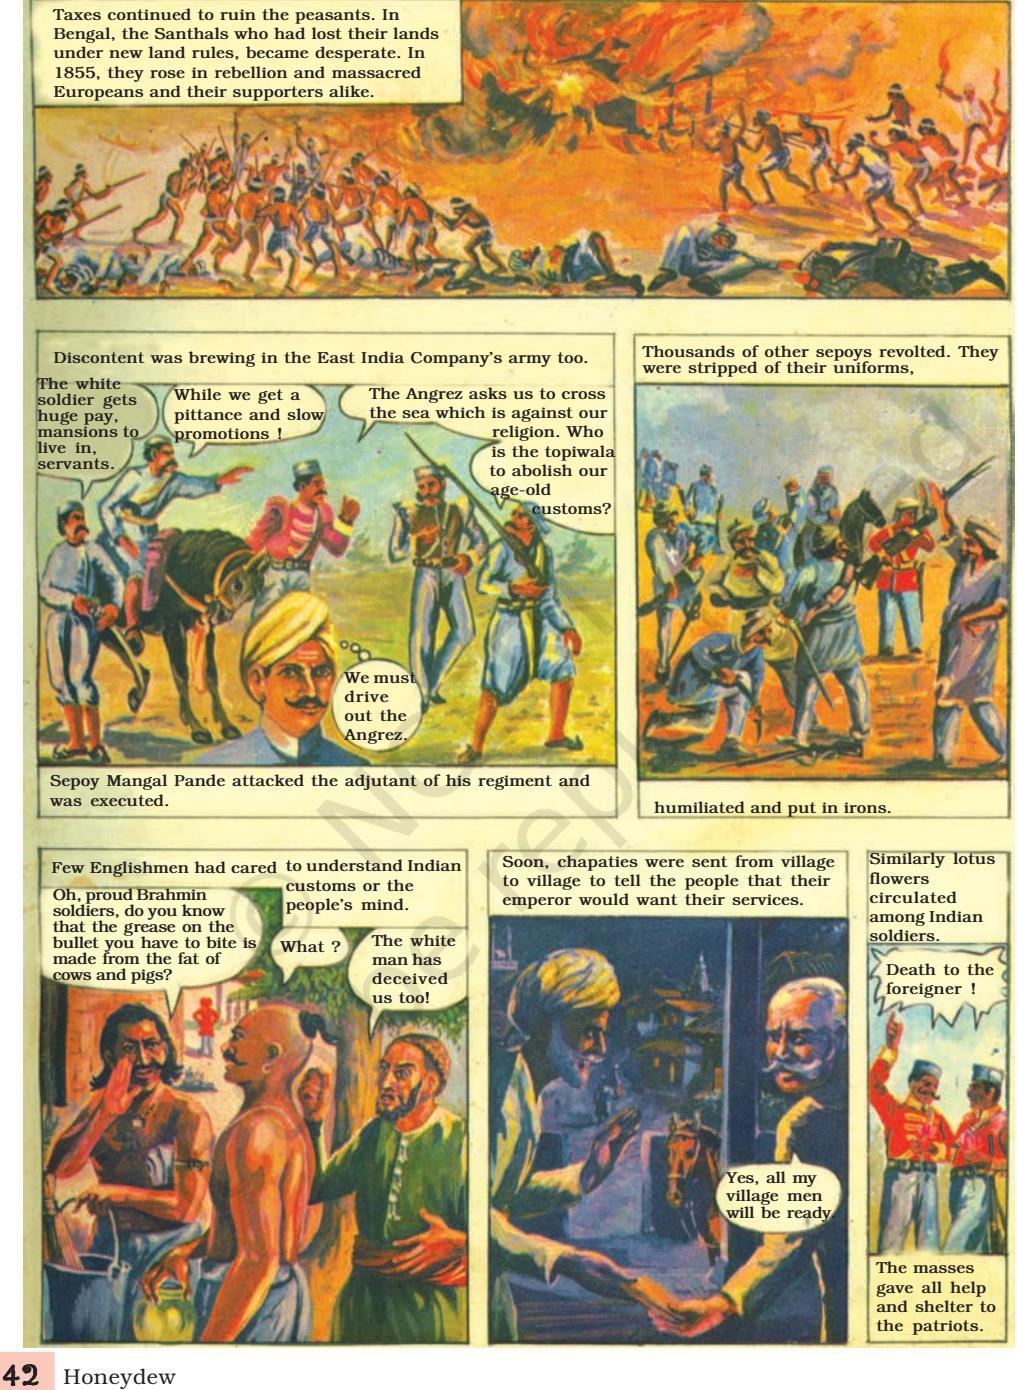 Taxes continued to ruin the peasants. In
Bengal, the Santhals who had lost their lands
under new land rules, became desperate. In
1855, they rose in rebellion and massacred
Europeans and their supporters alike.
Discontent was brewing in the East India Company's army too.
The white
soldier gets
huge pay,
mansions to
live in,
servants.
While we get a
pittance and slow
promotions !
The Angrez asks us to cross
the sea which is against our
religion. Who
is the topiwala
to abolish our
age-old
customs?
We must
drive
out the
Angrez.
Sepoy Mangal Pande attacked the adjutant of his regiment and
was executed.
Thousands of other sepoys revolted. They
were stripped of their uniforms,
humiliated and put in irons.
Few Englishmen had cared to understand Indian
customs or the
people's mind.
Oh, proud Brahmin
soldiers, do you know
that the grease on the
bullet you have to bite is
made from the fat of
cows and pigs?
What ?
The white
man has
deceived
us too!
Soon, chapaties were sent from village
to village to tell the people that their
emperor would want their services.
Yes, all my
village men
will be ready.
Similarly lotus
flowers
circulated
among Indian
soldiers.
Death to the
foreigner !
The masses
gave all help
and shelter to
the patriots.
42 Honeydew